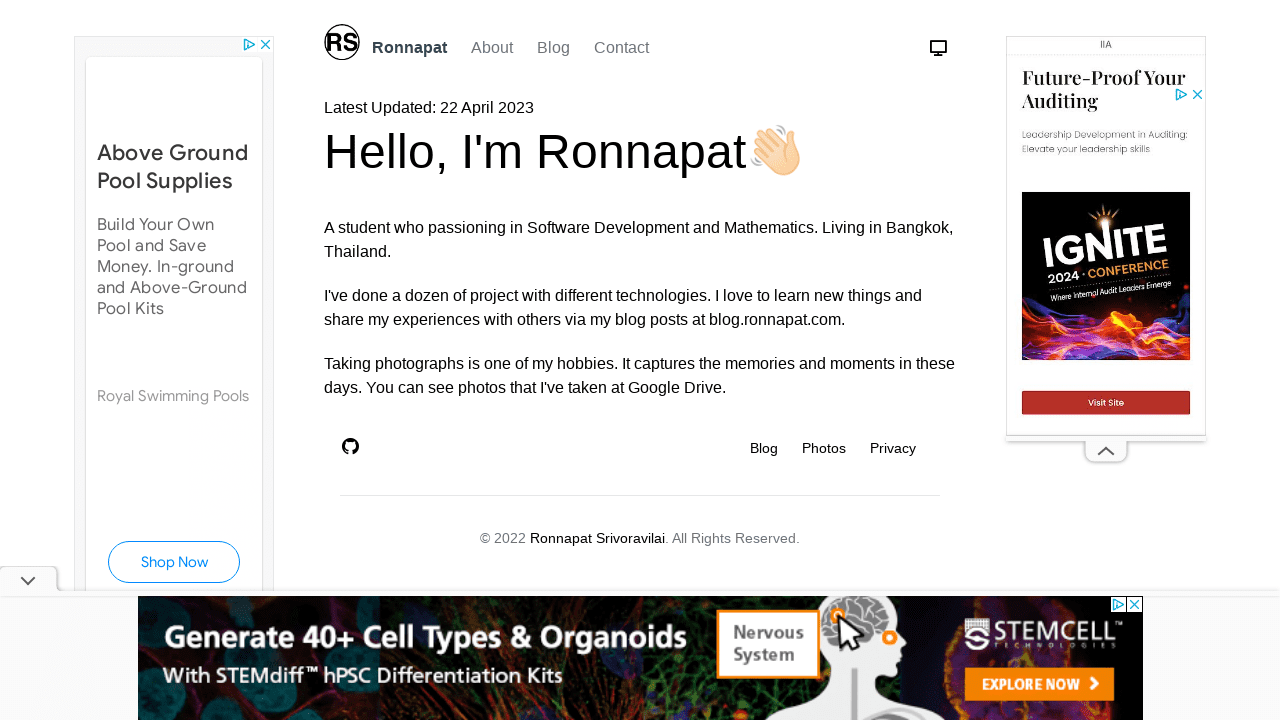 RS Ronnapat About Blog Contact
Latest Updated: 22 April 2023
Hello, I'm Ronnapat👋🏻
A student who passioning in Software Development and Mathematics. Living in Bangkok,
Thailand.
I've done a dozen of project with different technologies. I love to learn new things and
share my experiences with others via my blog posts at blog.ronnapat.com.
Taking photographs is one of my hobbies. It captures the memories and moments in these
days. You can see photos that I've taken at Google Drive.
Blog Photos Privacy
© 2022 Ronnapat Srivoravilai. All Rights Reserved.
Above Ground
Pool Supplies
Build Your Own
Pool and Save
Money. In-ground
and Above-Ground
Pool Kits
Royal Swimming Pools
Shop Now
IIA
Future-Proof Your
Auditing
Leadership Development in Auditing:
Elevate your leadership skills
IGNITE
2024 · CONFERENCE
Where Internal Audit Leaders Emerge
Visit Site
Generate 40+ Cell Types & Organoids
With STEMdiff™ hPSC Differentiation Kits
Nervous
System
STEMCELL™
TECHNOLOGIES
EXPLORE NOW